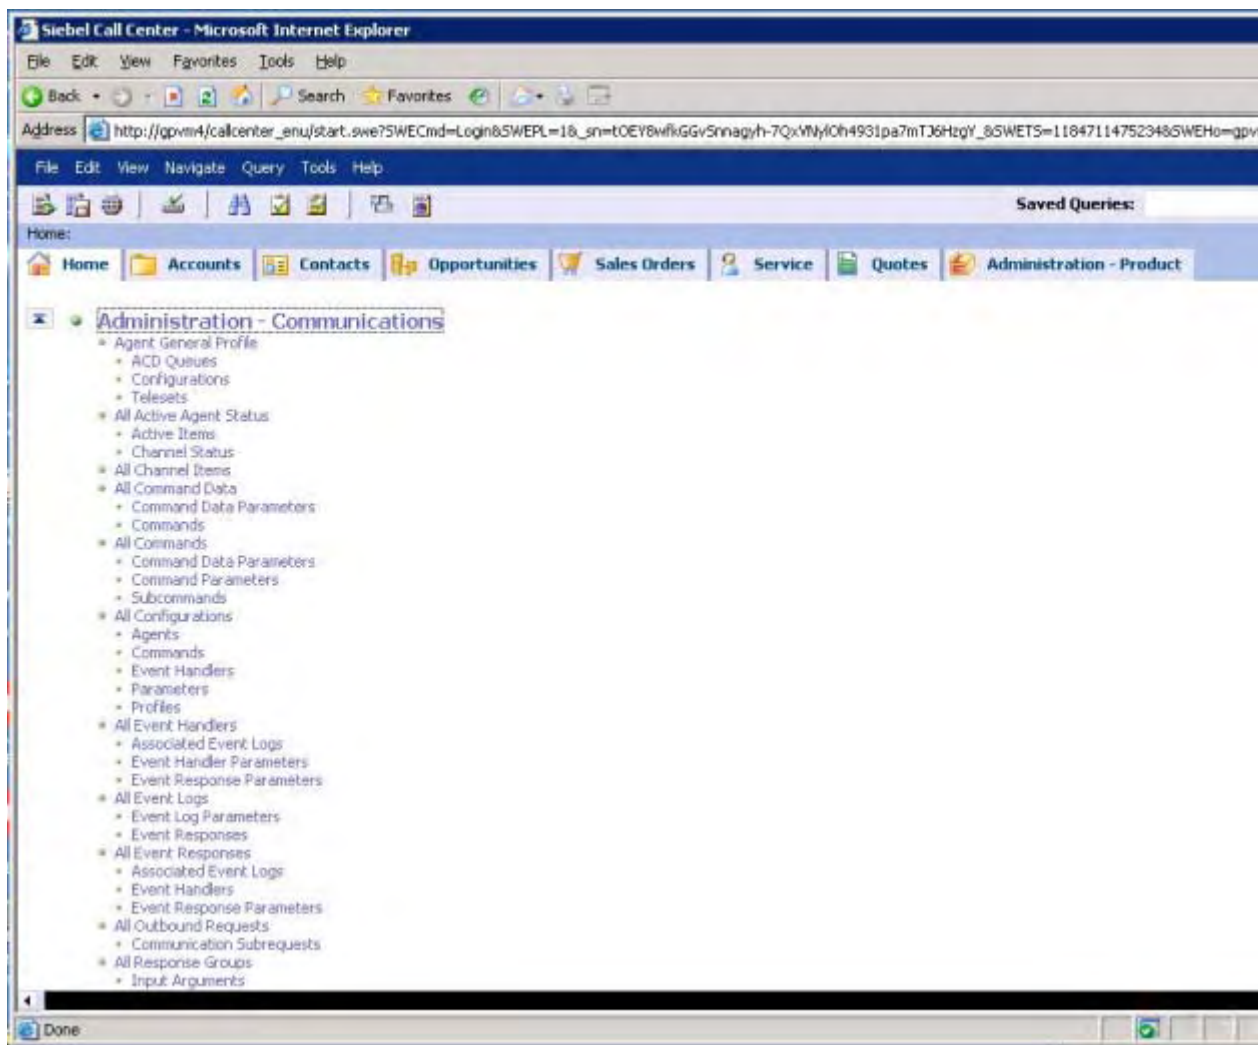 Siebel Call Center - Microsoft Internet Explorer
File Edit View Favorites Tools Help
Back Search Favorites
Address http://gpvm4/callcenter_enu/start.swe?SWECmd=Login&SWEPL=1&_sn=
File Edit View Navigate Query Tools Help
Saved Queries:
Home:
Home Accounts Contacts Opportunities Sales Orders Service Quotes Administration - Product
Administration - Communications
Agent General Profile
ACD Queues
Configurations
Telesets
All Active Agent Status
Active Items
Channel Status
All Channel Items
All Command Data
Command Data Parameters
Commands
All Commands
Command Data Parameters
Command Parameters
Subcommands
All Configurations
Agents
Commands
Event Handlers
Parameters
Profiles
All Event Handlers
Associated Event Logs
Event Handler Parameters
Event Response Parameters
All Event Logs
Event Log Parameters
Event Responses
All Event Responses
Associated Event Logs
Event Handlers
Event Response Parameters
All Outbound Requests
Communication Subrequests
All Response Groups
Input Arguments
Done